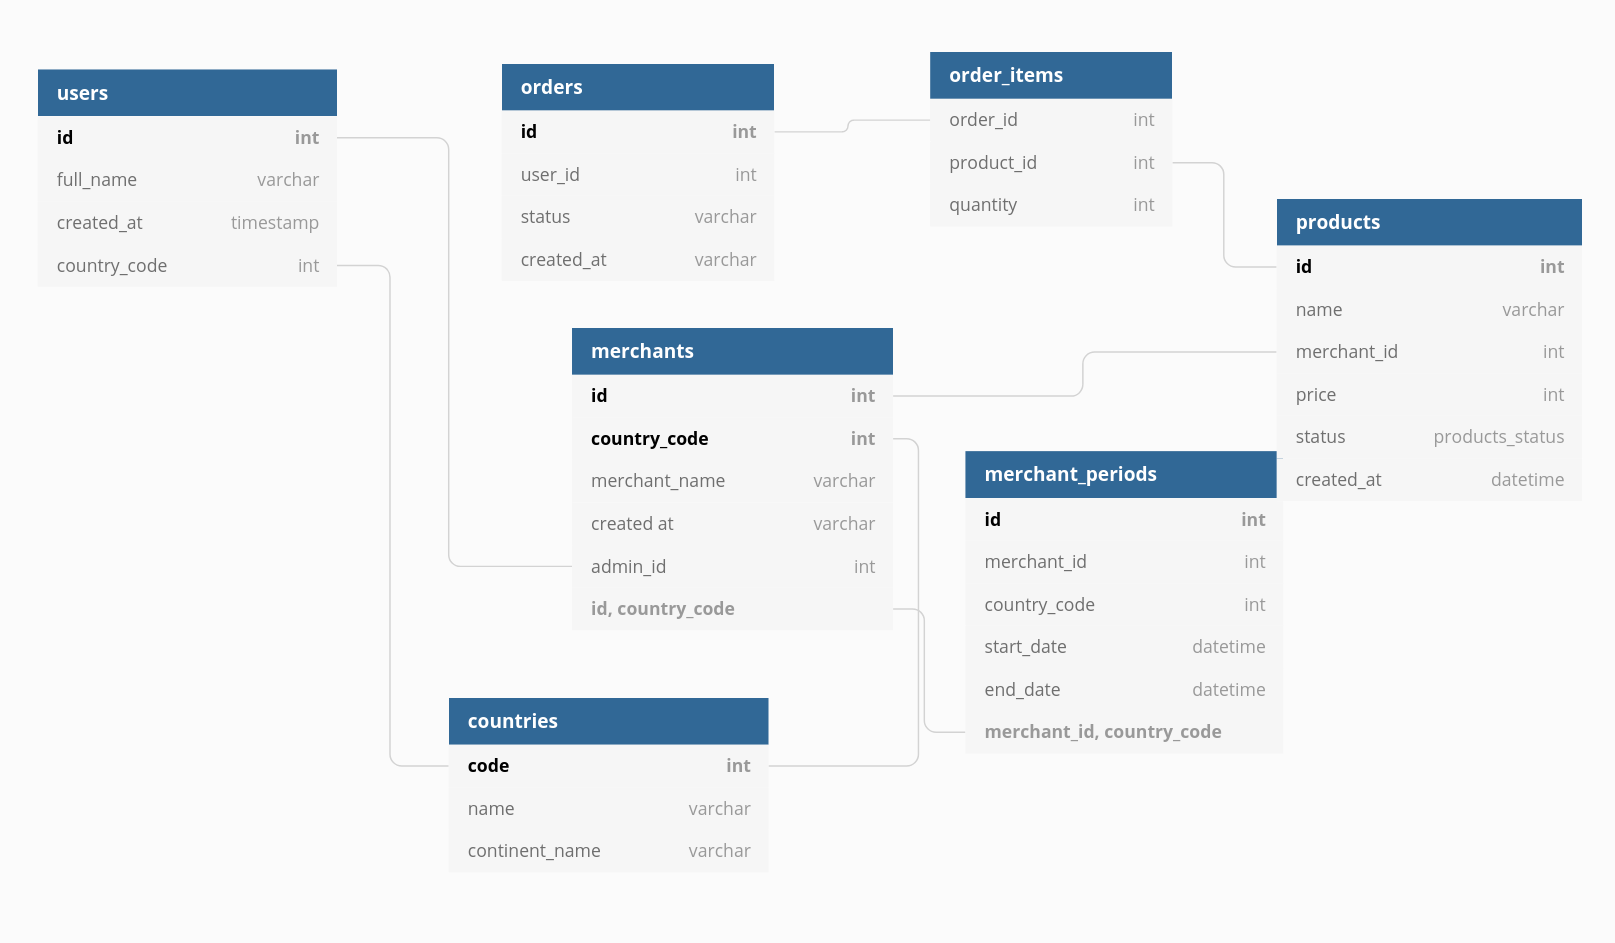 users
id int
full_name varchar
created_at timestamp
country_code int
orders
id int
user_id int
status varchar
created_at varchar
order_items
order_id int
product_id int
quantity int
products
id int
name varchar
merchant_id int
price int
status products_status
created_at datetime
merchants
id int
country_code int
merchant_name varchar
created at varchar
admin_id int
id, country_code
merchant_periods
id int
merchant_id int
country_code int
start_date datetime
end_date datetime
merchant_id, country_code
countries
code int
name varchar
continent_name varchar